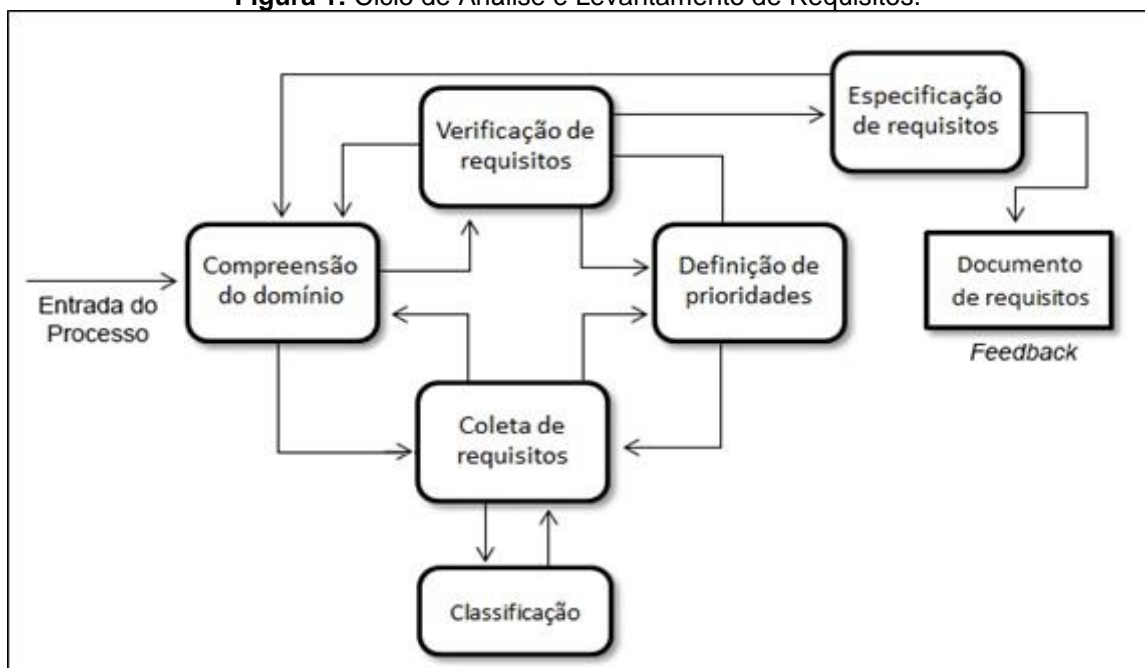 Figura 1: Ciclo de Análise e Levantamento de Requisitos.
Especificação
de requisitos
Verificação de
requisitos
Compreensão
do domínio
Definição de
prioridades
Documento
de requisitos
Entrada do
Processo
Feedback
Coleta de
requisitos
Classificação